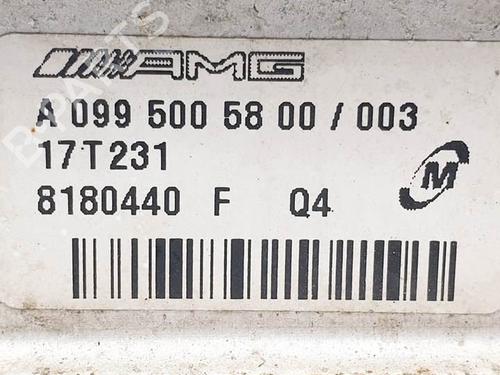 AMG
A 099 500 58 00 / 003
17T231
M
8180440 F Q4
B-PARTS